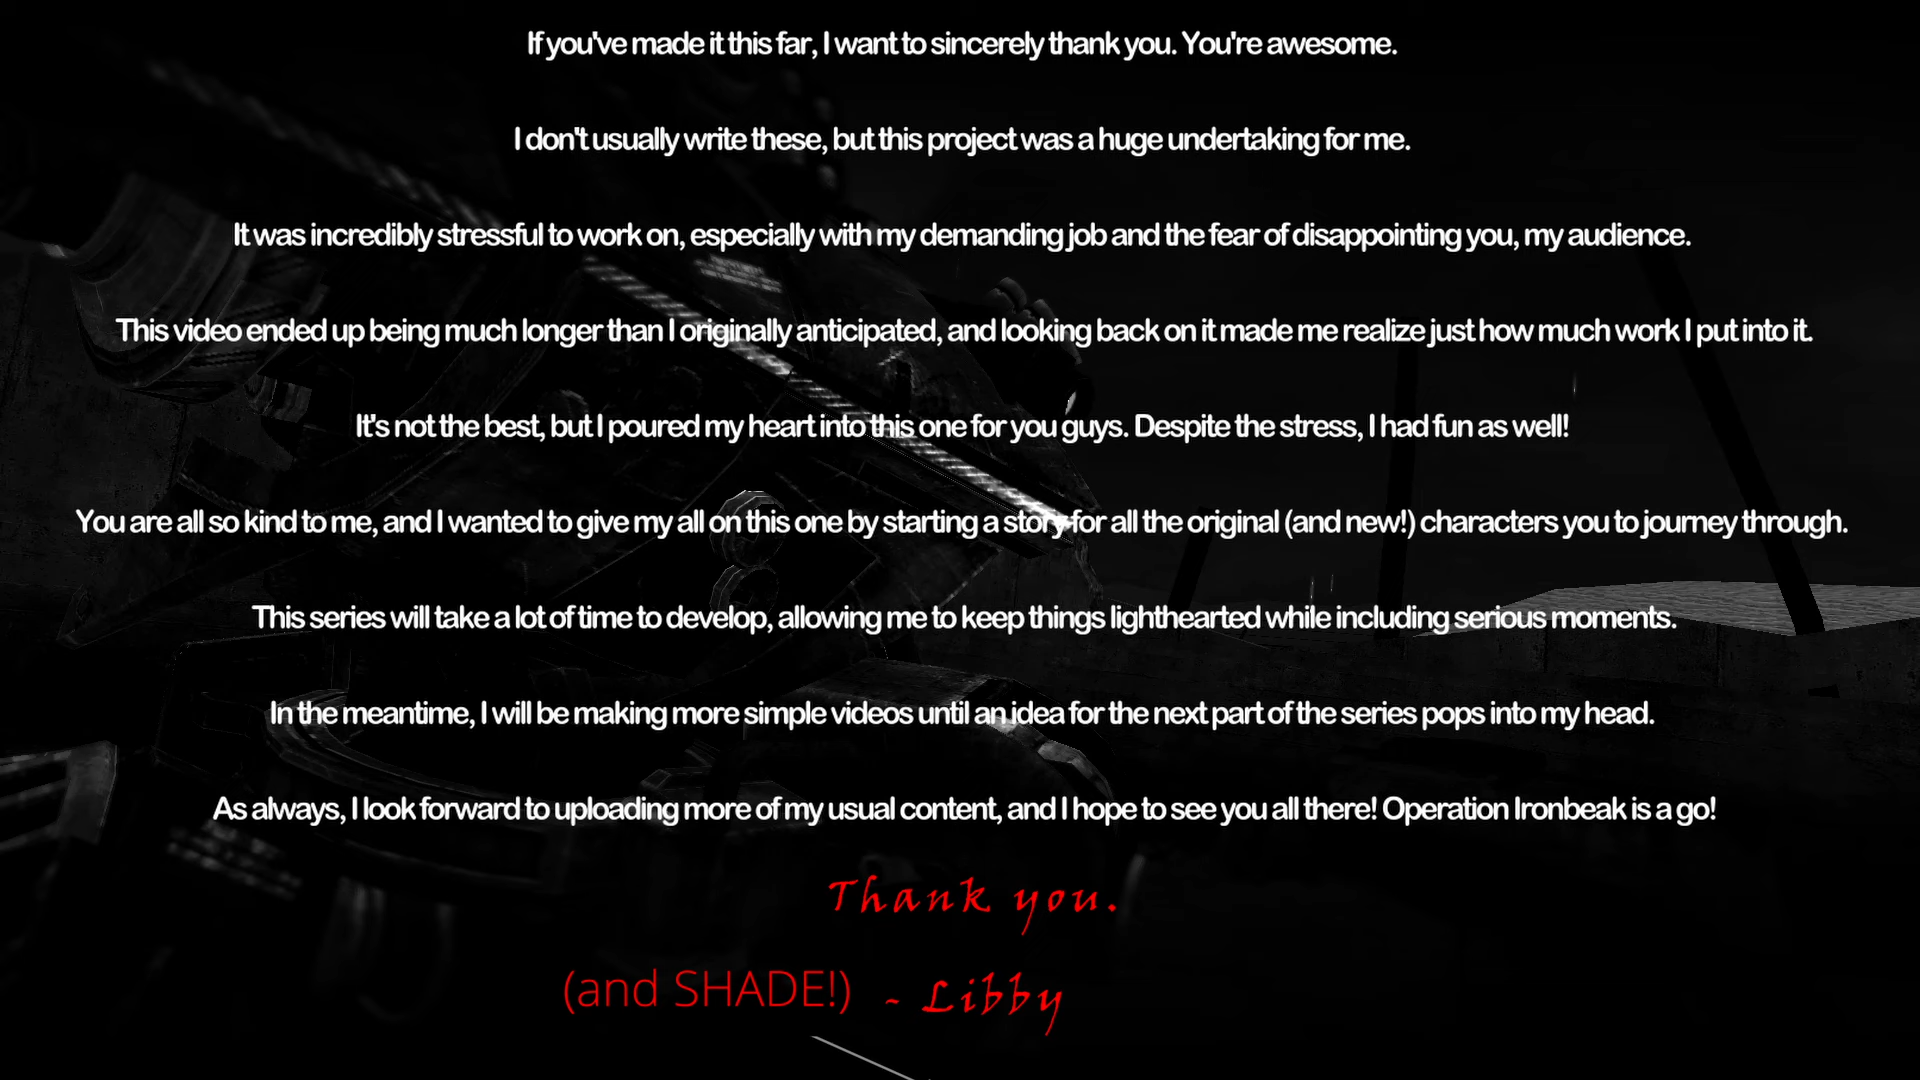 If you've made it this far, I want to sincerely thank you. You're awesome.
I don't usually write these, but this project was a huge undertaking for me.
It was incredibly stressful to work on, especially with my demanding job and the fear of disappointing you, my audience.
This video ended up being much longer than I originally anticipated, and looking back on it made me realize just how much work I put into it.
It's not the best, but I poured my heart into this one for you guys. Despite the stress, I had fun as well!
You are all so kind to me, and I wanted to give my all on this one by starting a story for all the original (and new!) characters you to journey through.
This series will take a lot of time to develop, allowing me to keep things lighthearted while including serious moments.
In the meantime, I will be making more simple videos until an idea for the next part of the series pops into my head.
As always, I look forward to uploading more of my usual content, and I hope to see you all there! Operation Ironbeak is a go!
Thank you.
(and SHADE!) - Libby